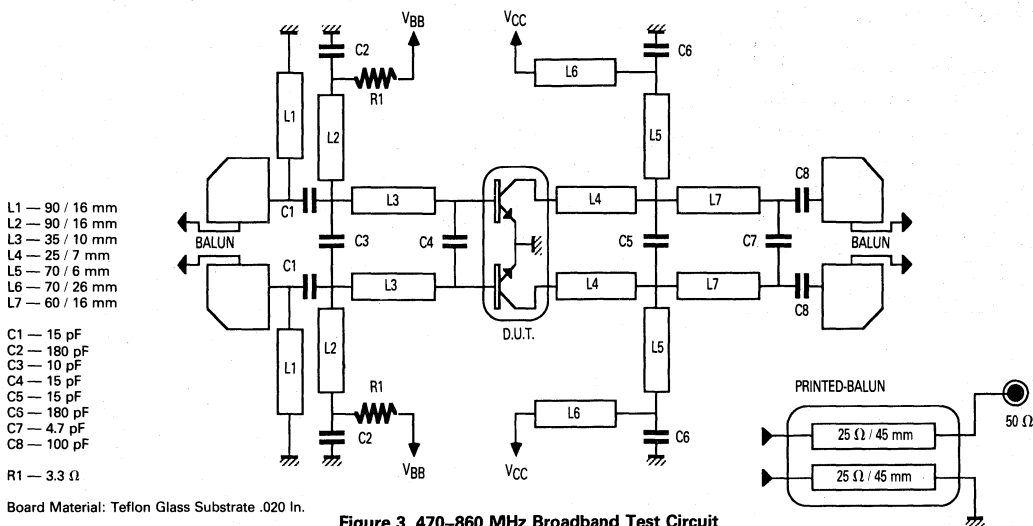 VBB
VCC
C2
R1
C6
L6
L1
L2
L5
C8
C1
L3
L4
L7
BALUN
C3
C4
C5
C7
BALUN
C1
L3
L4
L7
C8
D.U.T.
L1
L2
L5
R1
L6
C2
VBB
VCC
C6
L1 — 90 / 16 mm
L2 — 90 / 16 mm
L3 — 35 / 10 mm
L4 — 25 / 7 mm
L5 — 70 / 6 mm
L6 — 70 / 26 mm
L7 — 60 / 16 mm
C1 — 15 pF
C2 — 180 pF
C3 — 10 pF
C4 — 15 pF
C5 — 15 pF
C6 — 180 pF
C7 — 4.7 pF
C8 — 100 pF
R1 — 3.3 Ω
Board Material: Teflon Glass Substrate .020 In.
PRINTED-BALUN
25 Ω / 45 mm
25 Ω / 45 mm
50 Ω
Figure 3. 470–860 MHz Broadband Test Circuit